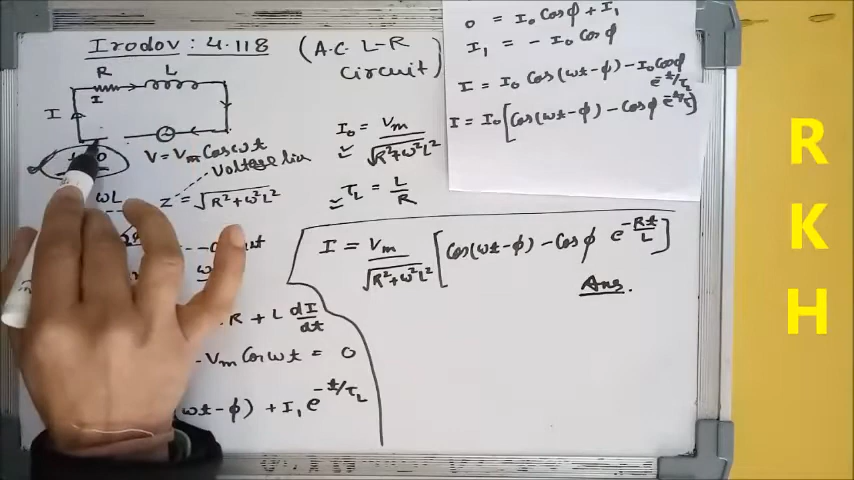 Irodov : 4.118 (A.C. L-R
circuit)
R L
I
I
V = Vm Cos ωt
Voltage
ωL
Z = √R²+ω²L²
I₀ = Vm / √R²+ω²L²
τL = L/R
R + L dI/dt
- Vm Cos ωt = 0
(ωt-φ) + I₁ e^-t/τL
0 = I₀ Cos φ + I₁
I₁ = - I₀ Cos φ
I = I₀ Cos (ωt-φ) - I₀ Cos φ e^-t/τL
I = I₀ [Cos(ωt-φ) - Cos φ e^-t/τ]
I = Vm / √R²+ω²L² [Cos(ωt-φ) - Cos φ e^-Rt/L]
Ans.
R
K
H